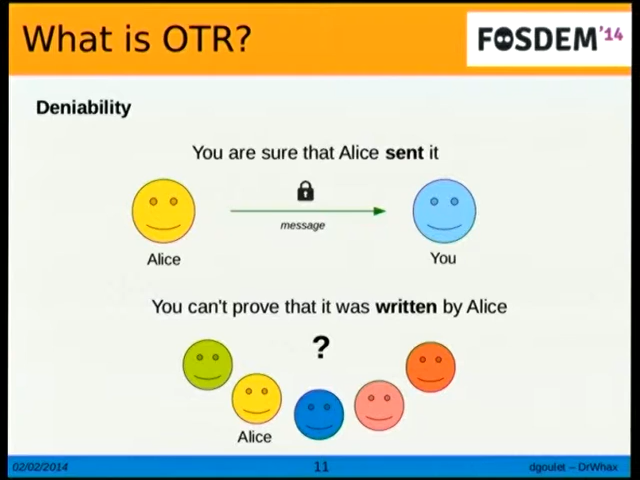 What is OTR?
FOSDEM'14
Deniability
You are sure that Alice sent it
message
Alice
You
You can't prove that it was written by Alice
?
Alice
02/02/2014
11
dgoulet – DrWhax